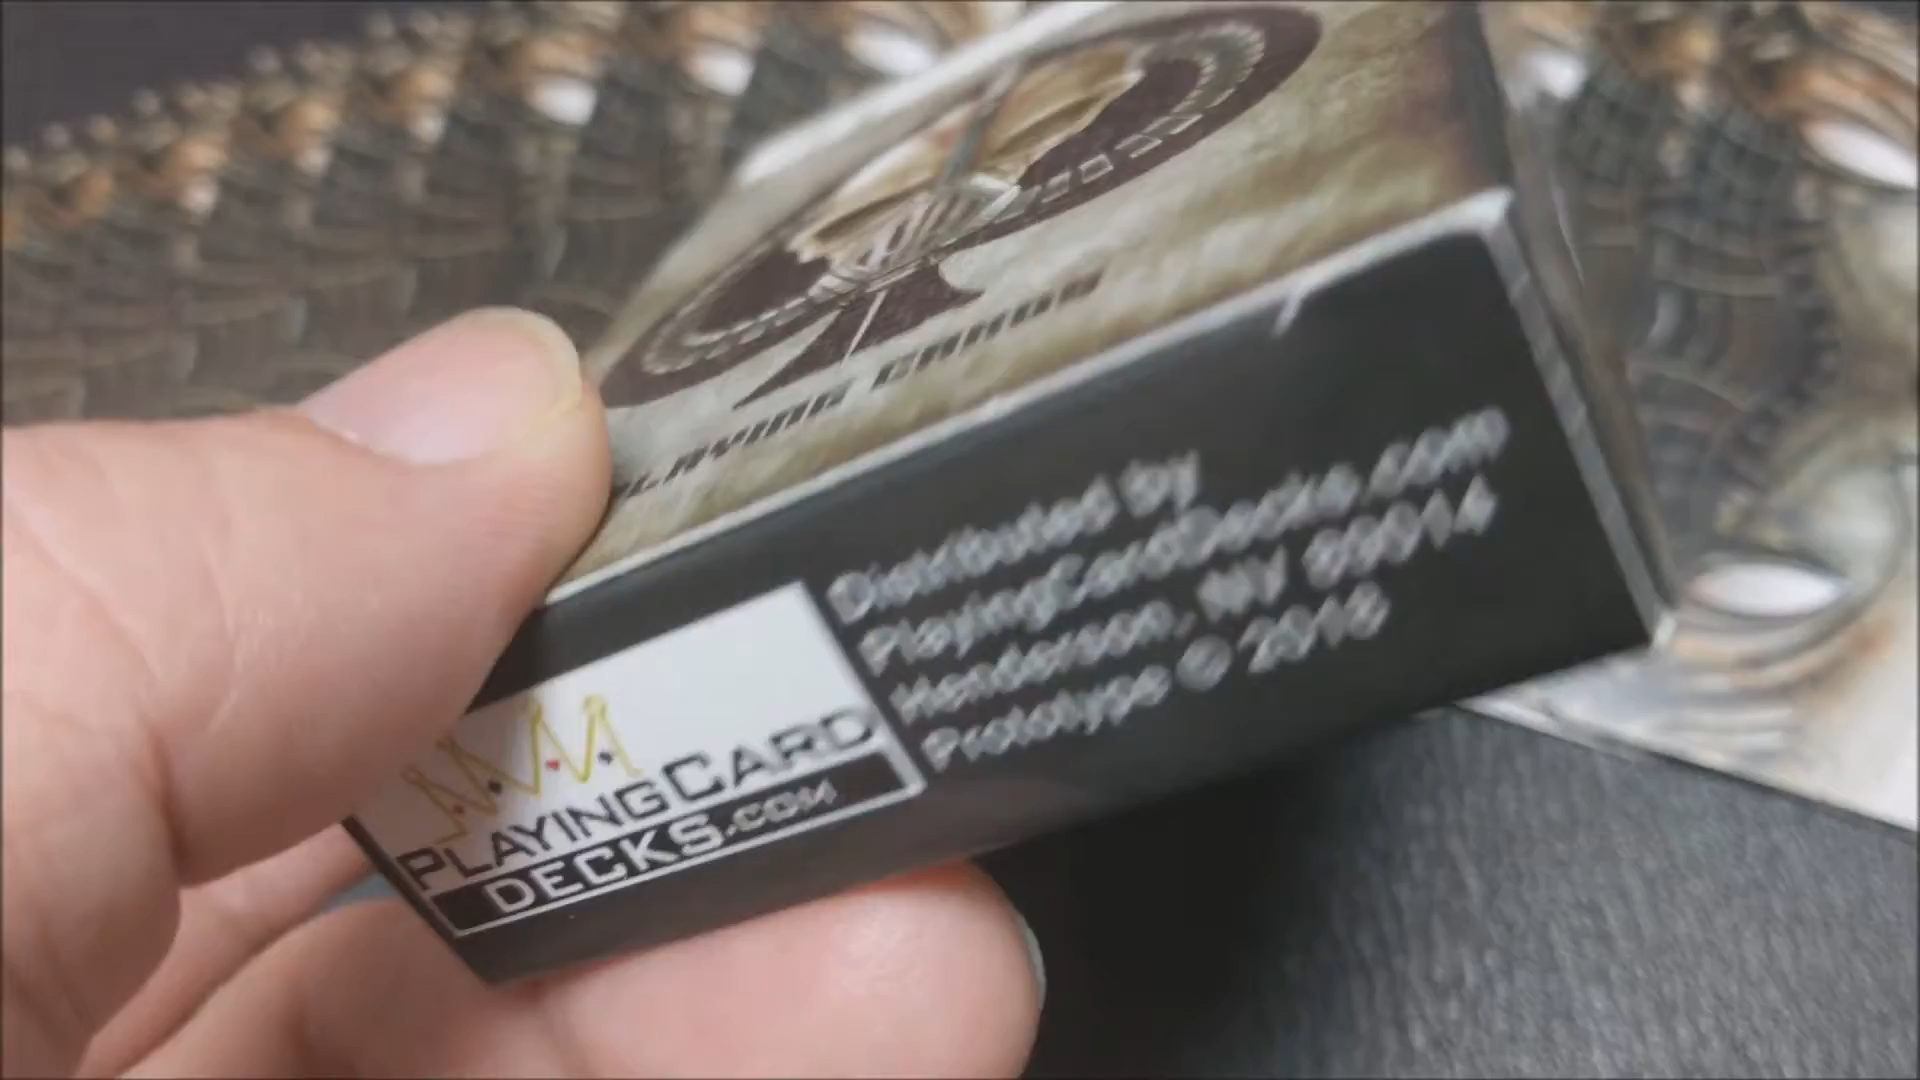 PLAYING CARDS
Distributed by
PlayingCardDecks.com
Henderson, NV 89014
Prototype © 2018
PLAYINGCARD
DECKS.COM